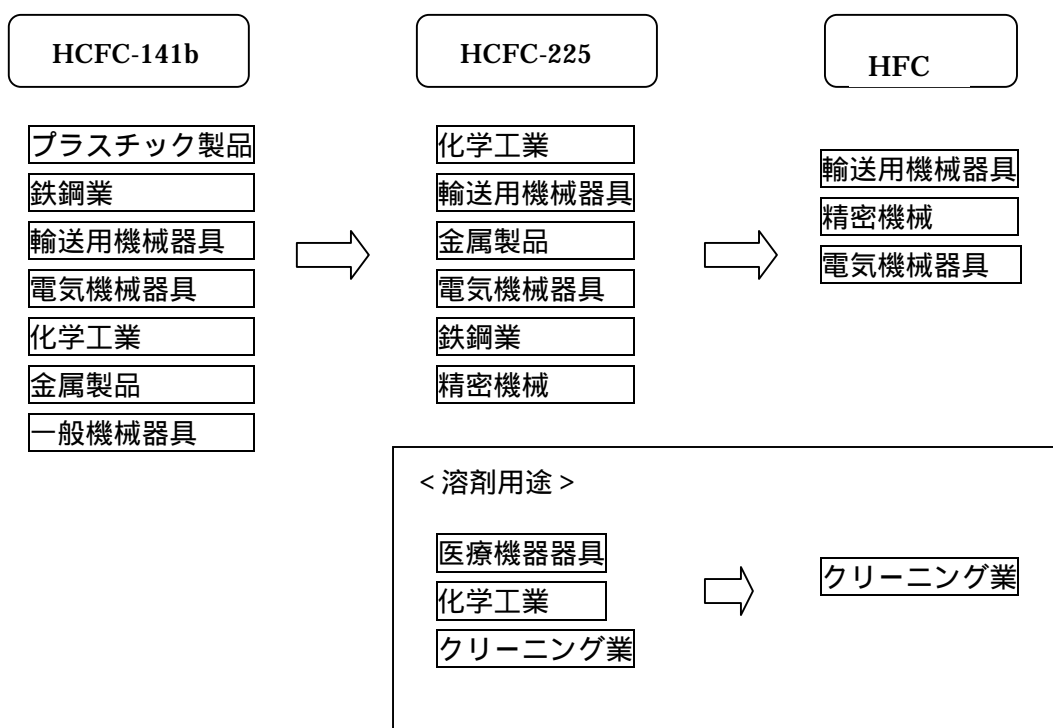 HCFC-141b
プラスチック製品
鉄鋼業
輸送用機械器具
電気機械器具
化学工業
金属製品
一般機械器具
HCFC-225
化学工業
輸送用機械器具
金属製品
電気機械器具
鉄鋼業
精密機械
HFC
輸送用機械器具
精密機械
電気機械器具
<溶剤用途>
医療機器器具
化学工業
クリーニング業
クリーニング業